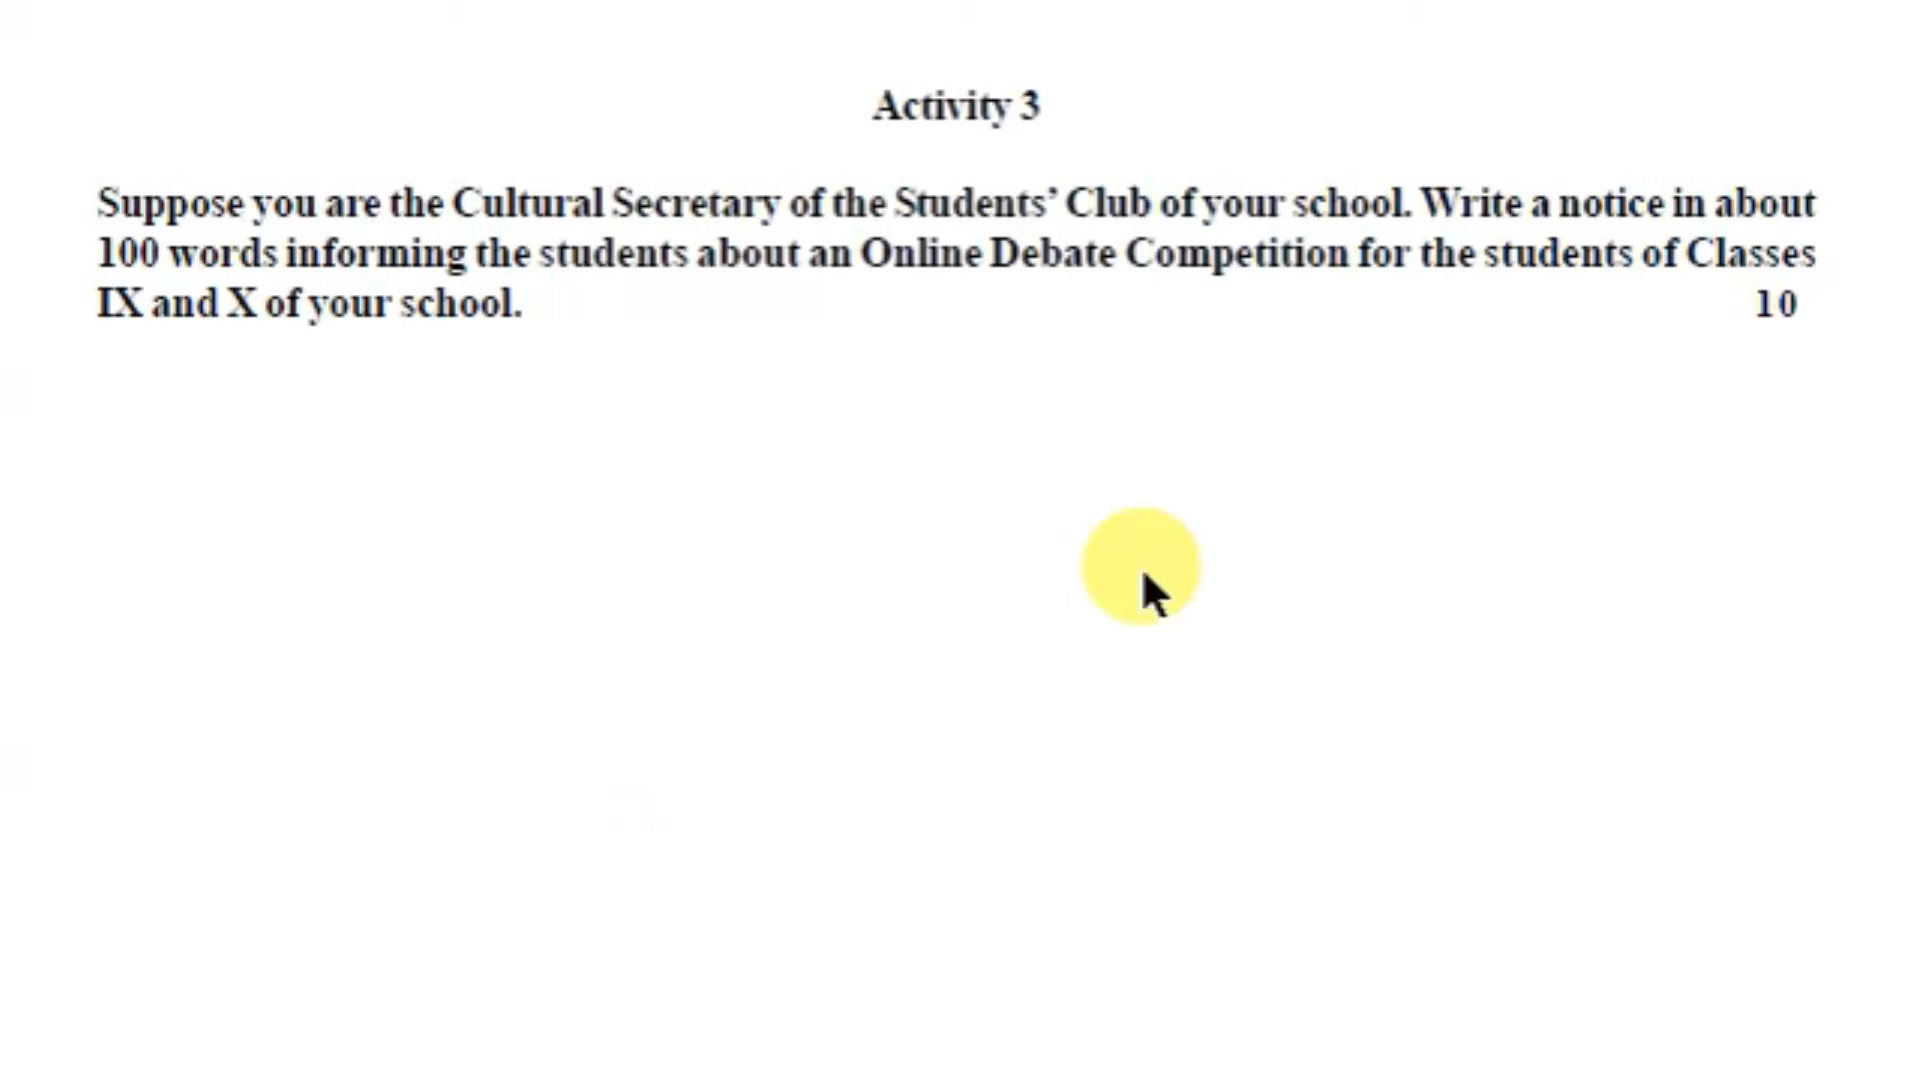 Activity 3
Suppose you are the Cultural Secretary of the Students’ Club of your school. Write a notice in about
100 words informing the students about an Online Debate Competition for the students of Classes
IX and X of your school. 10